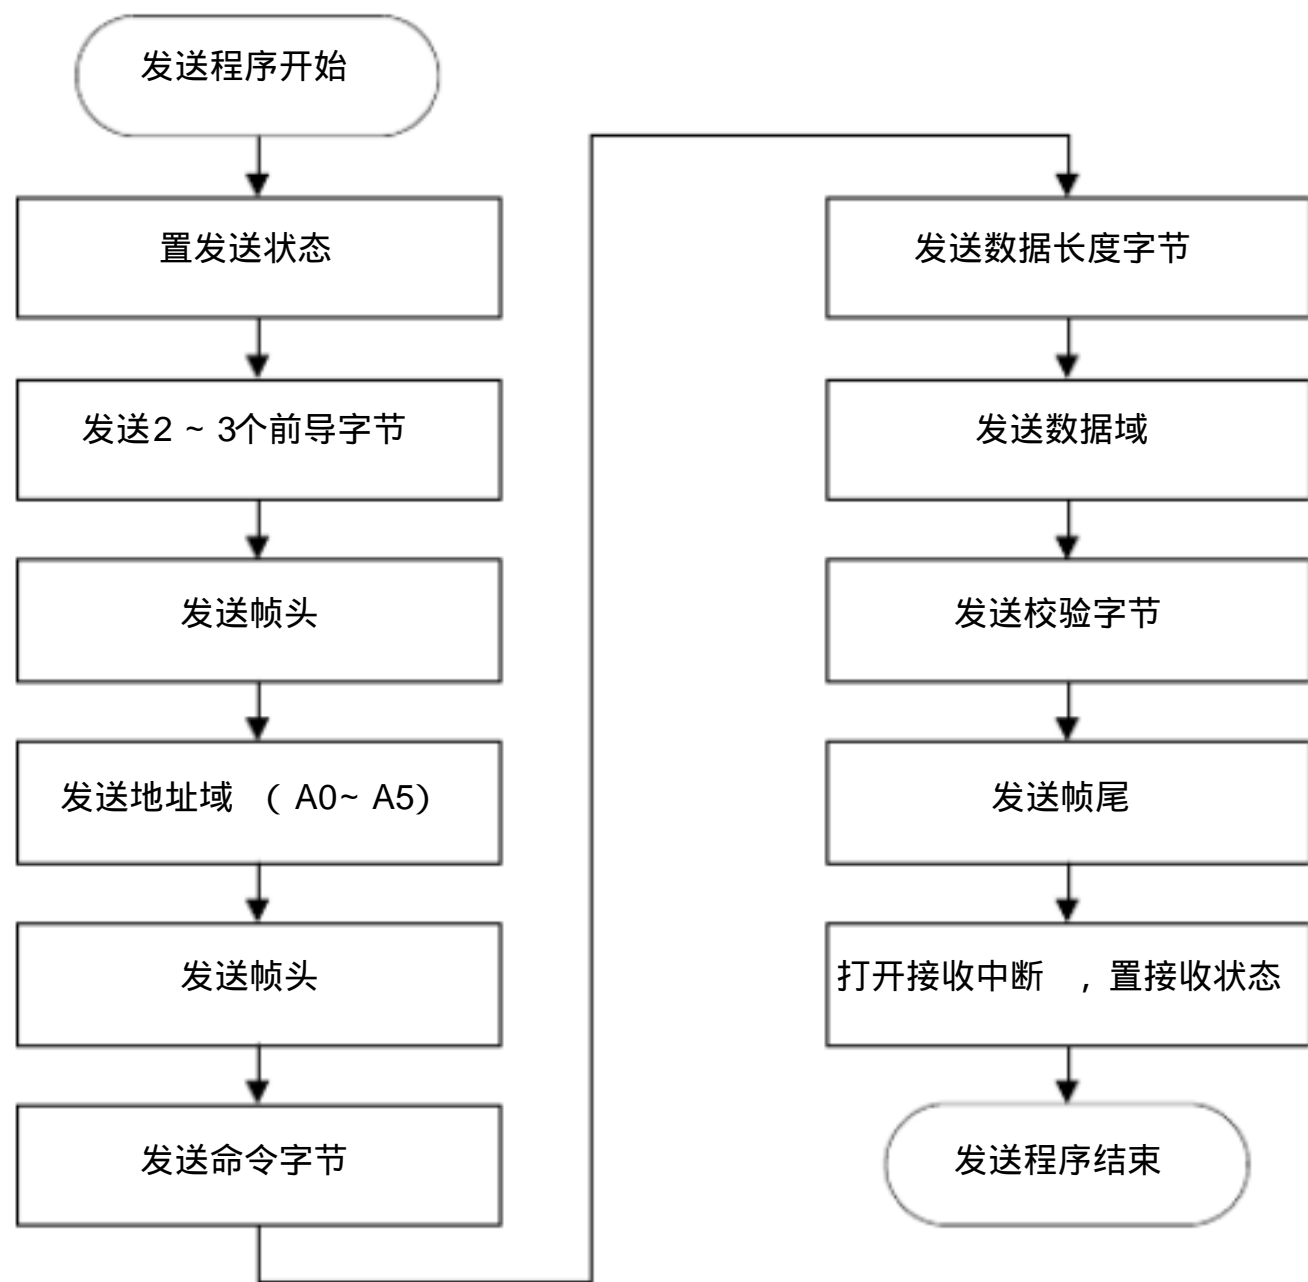 发送程序开始
置发送状态
发送2 ~ 3个前导字节
发送帧头
发送地址域 ( A0~ A5)
发送帧头
发送命令字节
发送数据长度字节
发送数据域
发送校验字节
发送帧尾
打开接收中断 , 置接收状态
发送程序结束